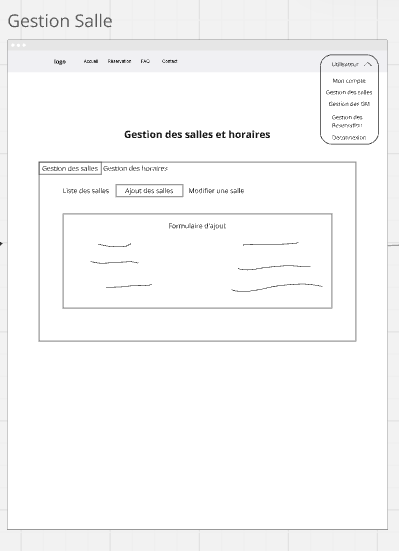 Gestion Salle
logo Accueil Réservation FAQ Contact
Utilisateur
Mon compte
Gestion des salles
Gestion des GM
Gestion des
Réservation
Deconnexion
Gestion des salles et horaires
Gestion des salles Gestion des horaires
Liste des salles Ajout des salles Modifier une salle
Formulaire d'ajout